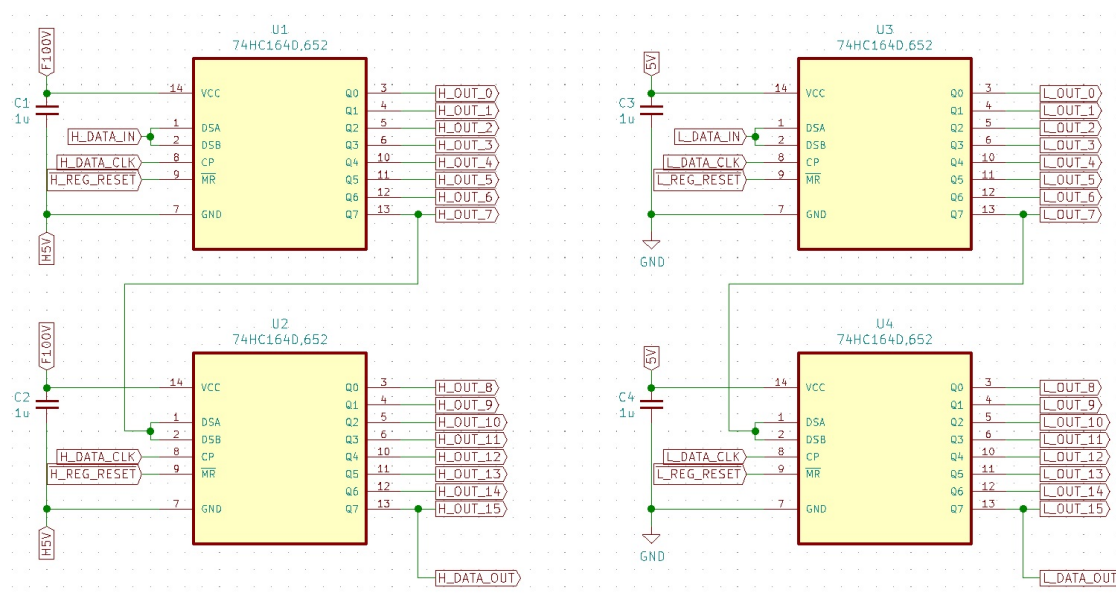 U1
74HC164D,652
F100V
C1
1u
14 VCC
H_DATA_IN
1 DSA
2 DSB
H_DATA_CLK
8 CP
H_REG_RESET
9 MR
7 GND
H5V
Q0 3 H_OUT_0
Q1 4 H_OUT_1
Q2 5 H_OUT_2
Q3 6 H_OUT_3
Q4 10 H_OUT_4
Q5 11 H_OUT_5
Q6 12 H_OUT_6
Q7 13 H_OUT_7
U3
74HC164D,652
5V
C3
1u
14 VCC
L_DATA_IN
1 DSA
2 DSB
L_DATA_CLK
8 CP
L_REG_RESET
9 MR
7 GND
GND
Q0 3 L_OUT_0
Q1 4 L_OUT_1
Q2 5 L_OUT_2
Q3 6 L_OUT_3
Q4 10 L_OUT_4
Q5 11 L_OUT_5
Q6 12 L_OUT_6
Q7 13 L_OUT_7
U2
74HC164D,652
F100V
C2
1u
14 VCC
1 DSA
2 DSB
H_DATA_CLK
8 CP
H_REG_RESET
9 MR
7 GND
H5V
Q0 3 H_OUT_8
Q1 4 H_OUT_9
Q2 5 H_OUT_10
Q3 6 H_OUT_11
Q4 10 H_OUT_12
Q5 11 H_OUT_13
Q6 12 H_OUT_14
Q7 13 H_OUT_15
H_DATA_OUT
U4
74HC164D,652
5V
C4
1u
14 VCC
1 DSA
2 DSB
L_DATA_CLK
8 CP
L_REG_RESET
9 MR
7 GND
GND
Q0 3 L_OUT_8
Q1 4 L_OUT_9
Q2 5 L_OUT_10
Q3 6 L_OUT_11
Q4 10 L_OUT_12
Q5 11 L_OUT_13
Q6 12 L_OUT_14
Q7 13 L_OUT_15
L_DATA_OUT